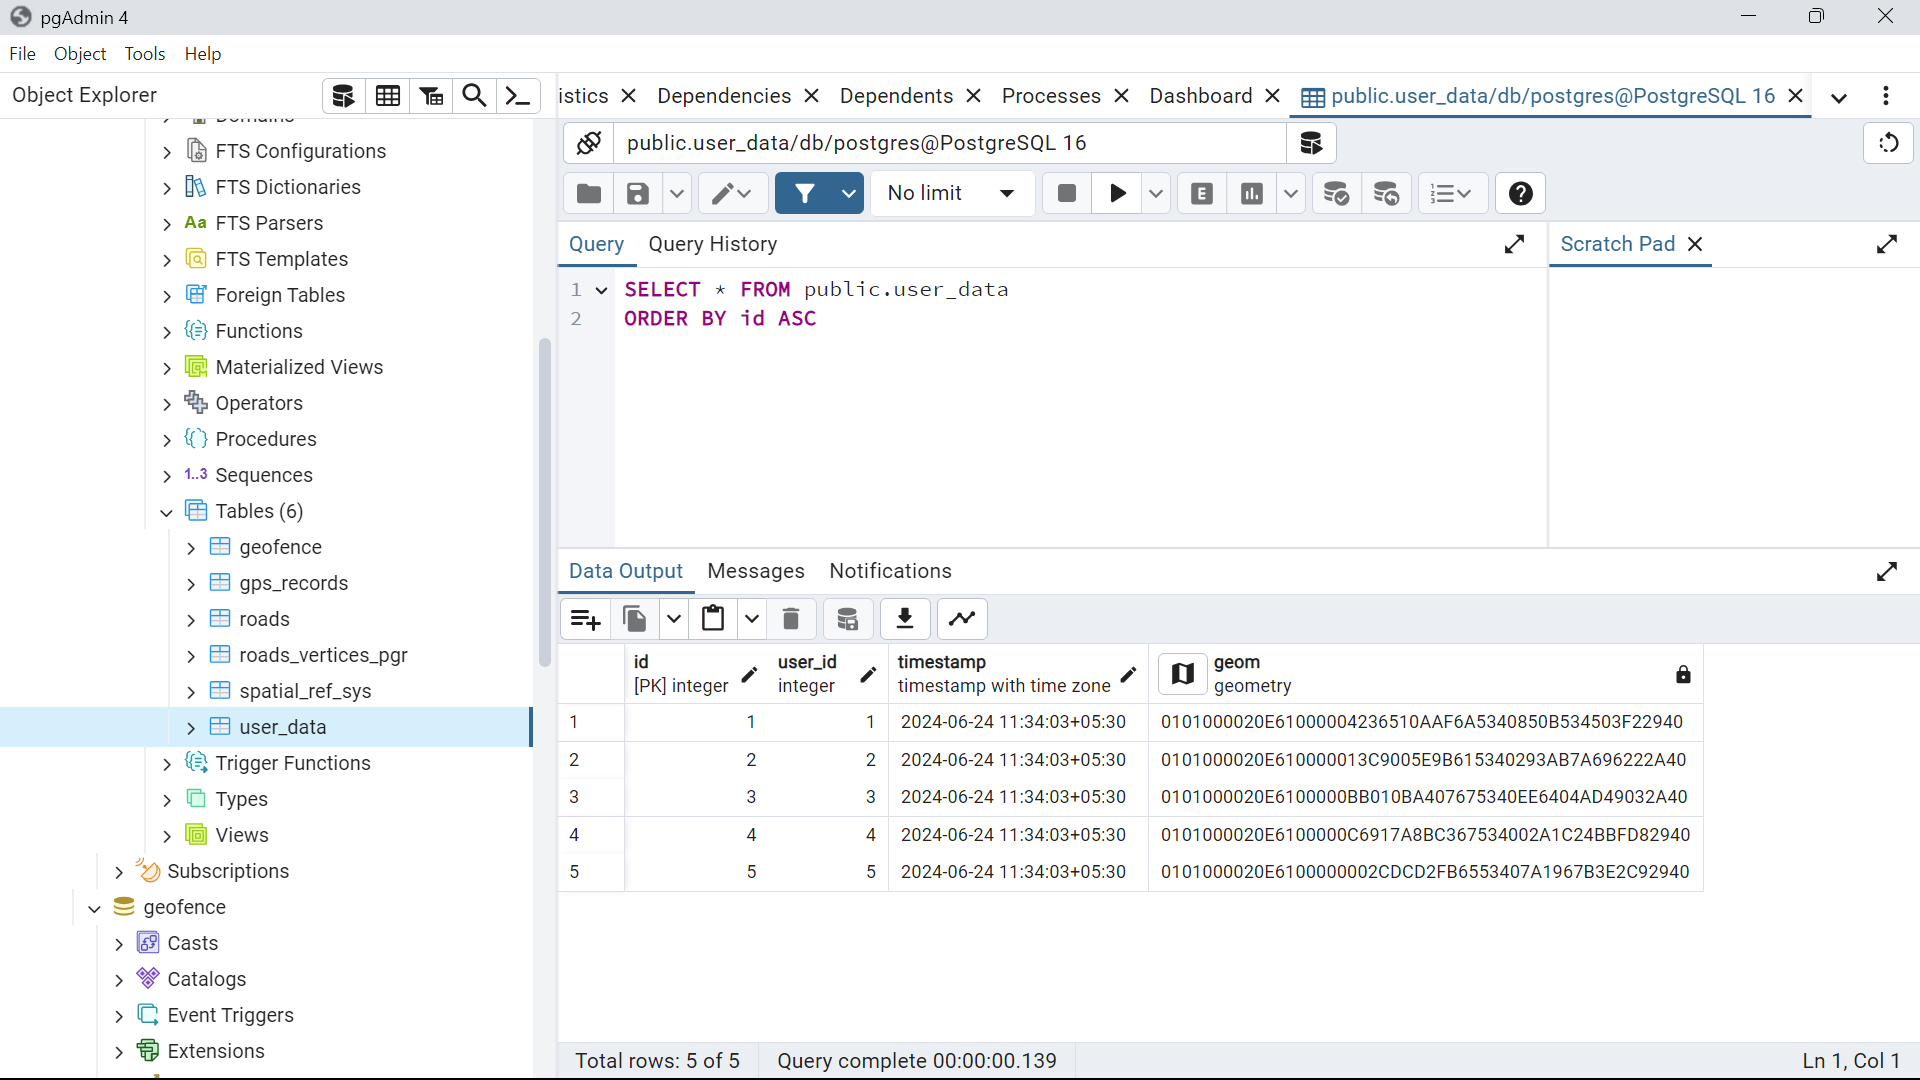 pgAdmin 4
File Object Tools Help
Object Explorer
istics Dependencies Dependents Processes Dashboard public.user_data/db/postgres@PostgreSQL 16
public.user_data/db/postgres@PostgreSQL 16
No limit
E
Query Query History
Scratch Pad
1 SELECT * FROM public.user_data
2 ORDER BY id ASC
Domains
FTS Configurations
FTS Dictionaries
Aa FTS Parsers
FTS Templates
Foreign Tables
Functions
Materialized Views
Operators
Procedures
1..3 Sequences
Tables (6)
geofence
gps_records
roads
roads_vertices_pgr
spatial_ref_sys
user_data
Trigger Functions
Types
Views
Subscriptions
geofence
Casts
Catalogs
Event Triggers
Extensions
Data Output Messages Notifications
id user_id timestamp geom
[PK] integer integer timestamp with time zone geometry
1 1 1 2024-06-24 11:34:03+05:30 0101000020E61000004236510AAF6A5340850B534503F22940
2 2 2 2024-06-24 11:34:03+05:30 0101000020E610000013C9005E9B615340293AB7A696222A40
3 3 3 2024-06-24 11:34:03+05:30 0101000020E6100000BB010BA407675340EE6404AD49032A40
4 4 4 2024-06-24 11:34:03+05:30 0101000020E6100000C6917A8BC367534002A1C24BBFD82940
5 5 5 2024-06-24 11:34:03+05:30 0101000020E6100000002CDCD2FB6553407A1967B3E2C92940
Total rows: 5 of 5 Query complete 00:00:00.139
Ln 1, Col 1